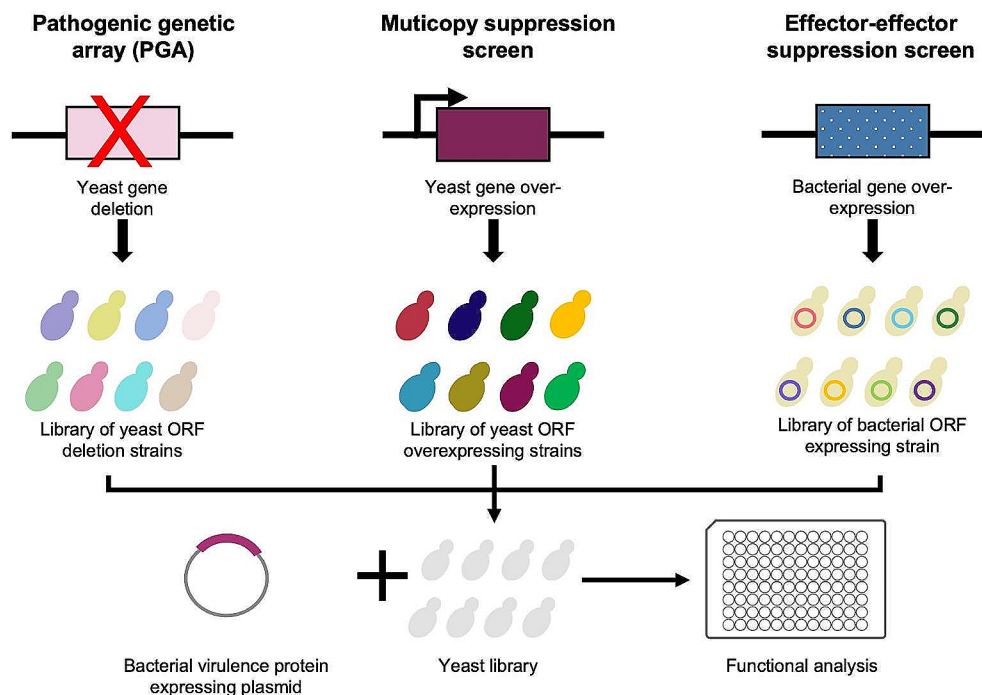 Pathogenic genetic
array (PGA)
Muticopy suppression
screen
Effector-effector
suppression screen
Yeast gene
deletion
Yeast gene over-
expression
Bacterial gene over-
expression
Library of yeast ORF
deletion strains
Library of yeast ORF
overexpressing strains
Library of bacterial ORF
expressing strain
Bacterial virulence protein
expressing plasmid
Yeast library
Functional analysis